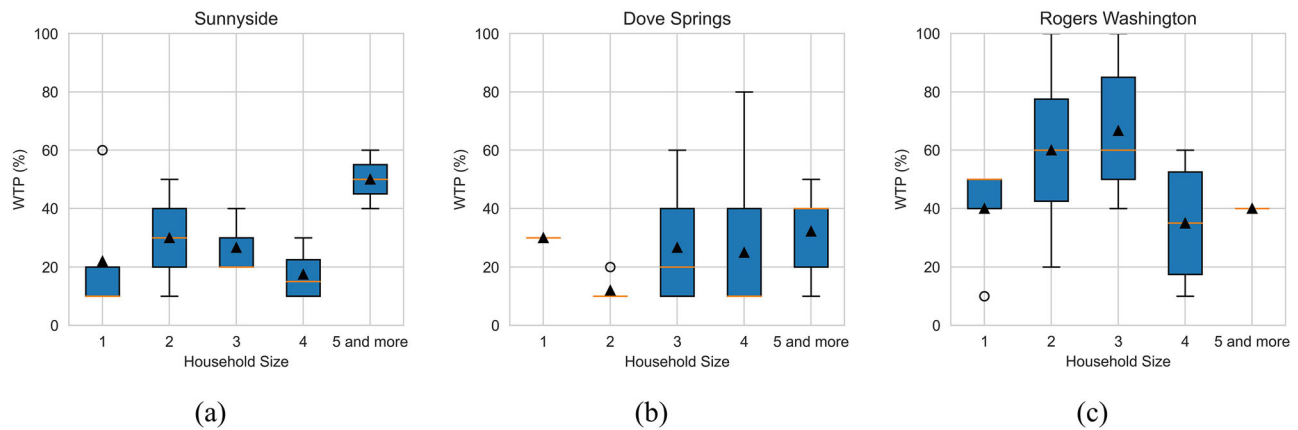 Sunnyside
100
80
60
40
20
0
WTP (%)
1 2 3 4 5 and more
Household Size
(a)
Dove Springs
100
80
60
40
20
0
WTP (%)
1 2 3 4 5 and more
Household Size
(b)
Rogers Washington
100
80
60
40
20
0
WTP (%)
1 2 3 4 5 and more
Household Size
(c)